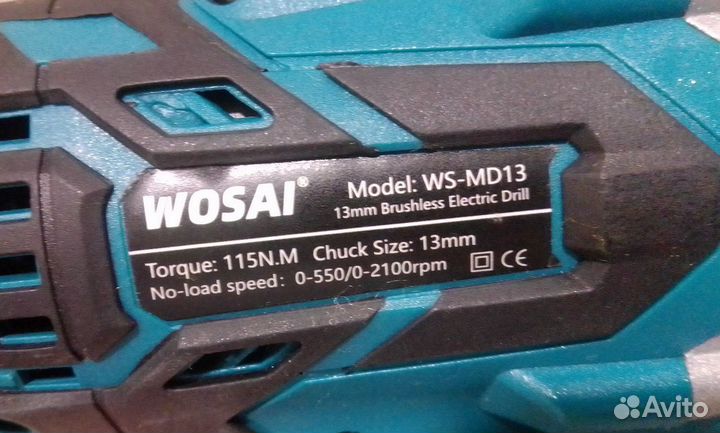 WOSAI®
Model: WS-MD13
13mm Brushless Electric Drill
Torque: 115N.M Chuck Size: 13mm
No-load speed: 0-550/0-2100rpm CE
Avito